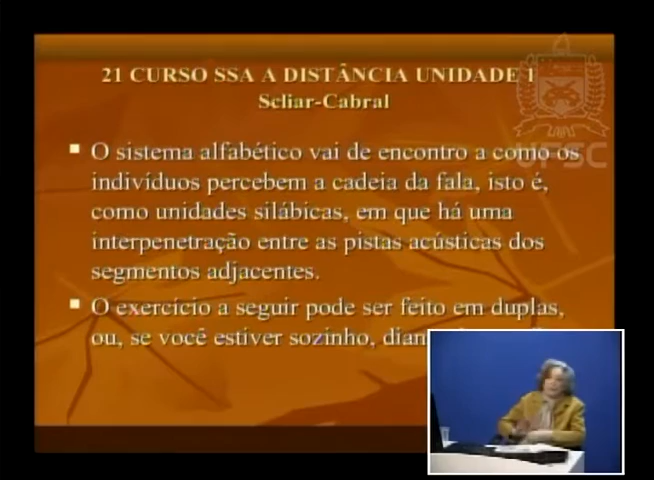 21 CURSO SSA A DISTÂNCIA UNIDADE 1
Scliar-Cabral
O sistema alfabético vai de encontro a como os
indivíduos percebem a cadeia da fala, isto é,
como unidades silábicas, em que há uma
interpenetração entre as pistas acústicas dos
segmentos adjacentes.
O exercício a seguir pode ser feito em duplas,
ou, se você estiver sozinho,
UFSC